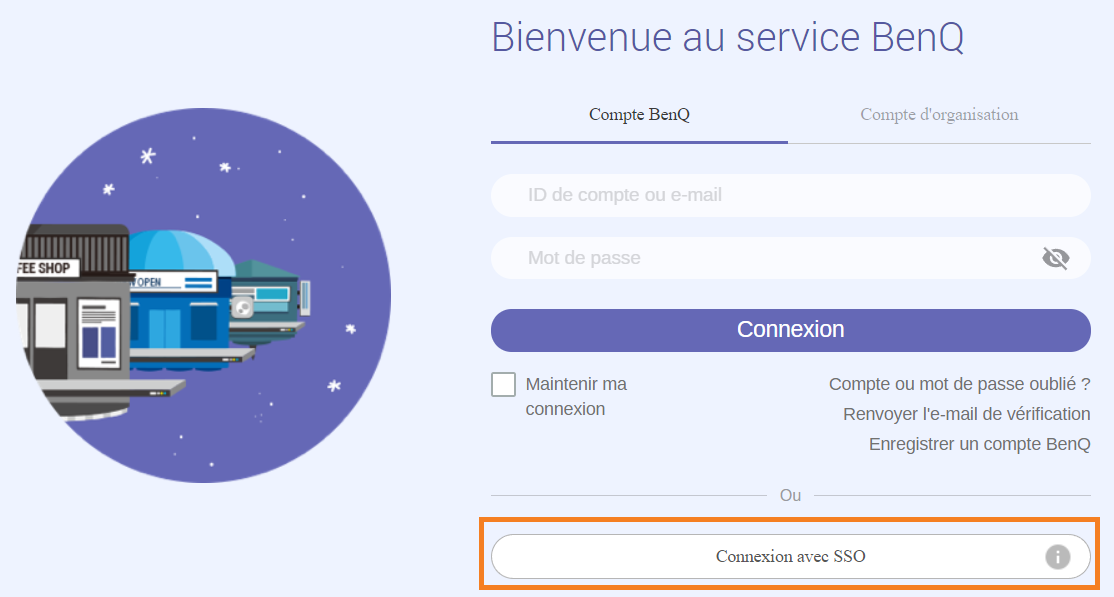 Bienvenue au service BenQ
Compte BenQ
Compte d'organisation
ID de compte ou e-mail
Mot de passe
Connexion
Maintenir ma
connexion
Compte ou mot de passe oublié ?
Renvoyer l'e-mail de vérification
Enregistrer un compte BenQ
Ou
Connexion avec SSO
FEE SHOP
OPEN